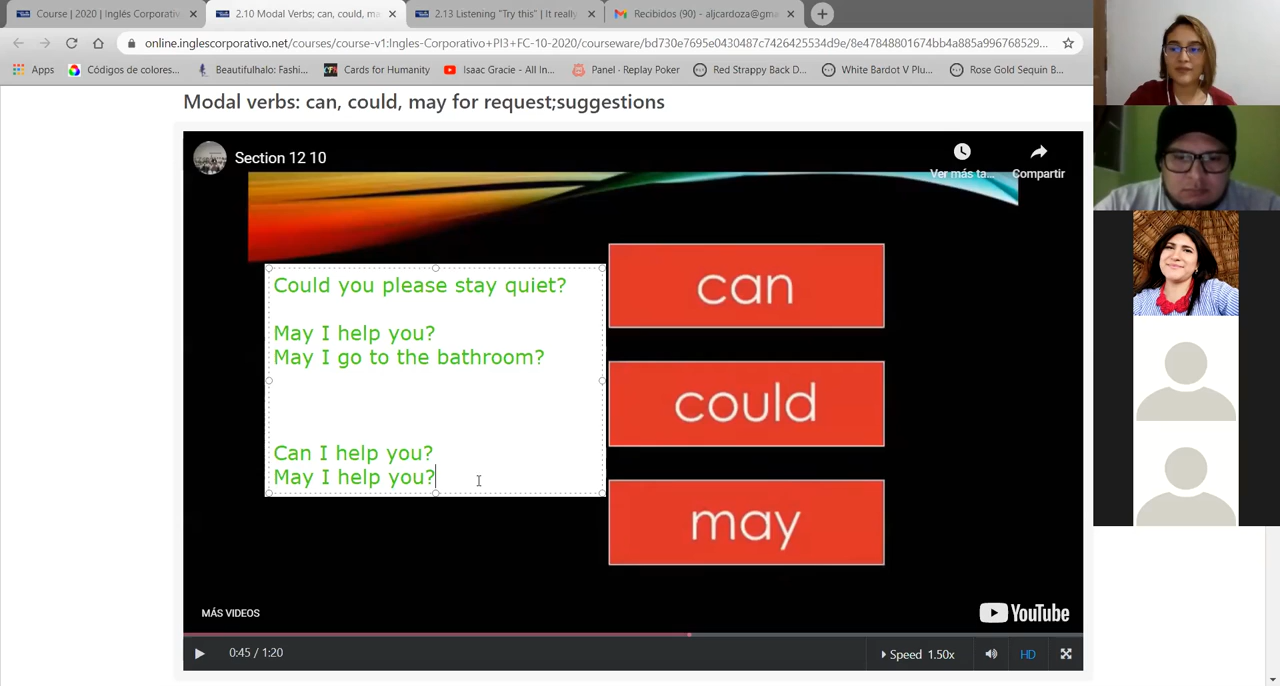 Course | 2020 | Inglés Corporativ
2.10 Modal Verbs; can, could, ma
2.13 Listening "Try this" | It really
Recibidos (90) - aljcardoza@gma
online.inglescorporativo.net/courses/course-v1:Ingles-Corporativo+PI3+FC-10-2020/courseware/bd730e7695e0430487c7426425534d9e/8e47848801674bb4a885a996768529...
Apps
Códigos de colores...
Beautifulhalo: Fashi...
Cards for Humanity
Isaac Gracie - All In...
Panel - Replay Poker
Red Strappy Back D...
White Bardot V Plu...
Rose Gold Sequin B...
Modal verbs: can, could, may for request;suggestions
Section 12 10
Ver más ta...
Compartir
Could you please stay quiet?
May I help you?
May I go to the bathroom?
Can I help you?
May I help you?
can
could
may
MÁS VIDEOS
YouTube
0:45 / 1:20
Speed 1.50x
HD